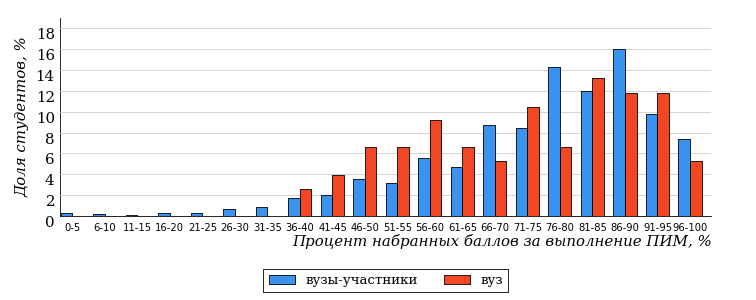 Доля студентов, %
18
16
14
12
10
8
6
4
2
0
0-5 6-10 11-15 16-20 21-25 26-30 31-35 36-40 41-45 46-50 51-55 56-60 61-65 66-70 71-75 76-80 81-85 86-90 91-95 96-100
Процент набранных баллов за выполнение ПИМ, %
вузы-участники вуз